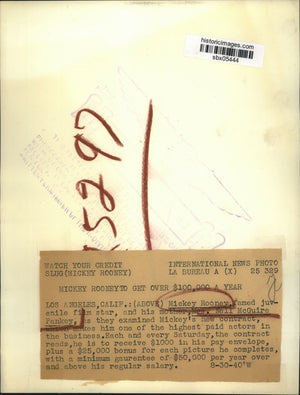 historicimages.com
sbx05444
25297
WATCH YOUR CREDIT INTERNATIONAL NEWS PHOTO
SLUG(MICKEY ROONEY) LA BUREAU A (X) 25 329
MICKEY ROONEY TO GET OVER $100,000 A YEAR
LOS ANGELES,CALIF.:(ABOVE) Mickey Rooney, famed juv-
enile film star, and his mother, Nell McGuire
Pankey, as they examined Mickey's new contract,
makes him one of the highest paid actors in
the business. Each and every Saturday, the contract
reads, he is to receive $1000 in his pay envelope,
plus a $25,000 bonus for each picture he completes,
with a minimum gaurentee of $50,000 per year over
and above his regular salary. 8-30-40'W